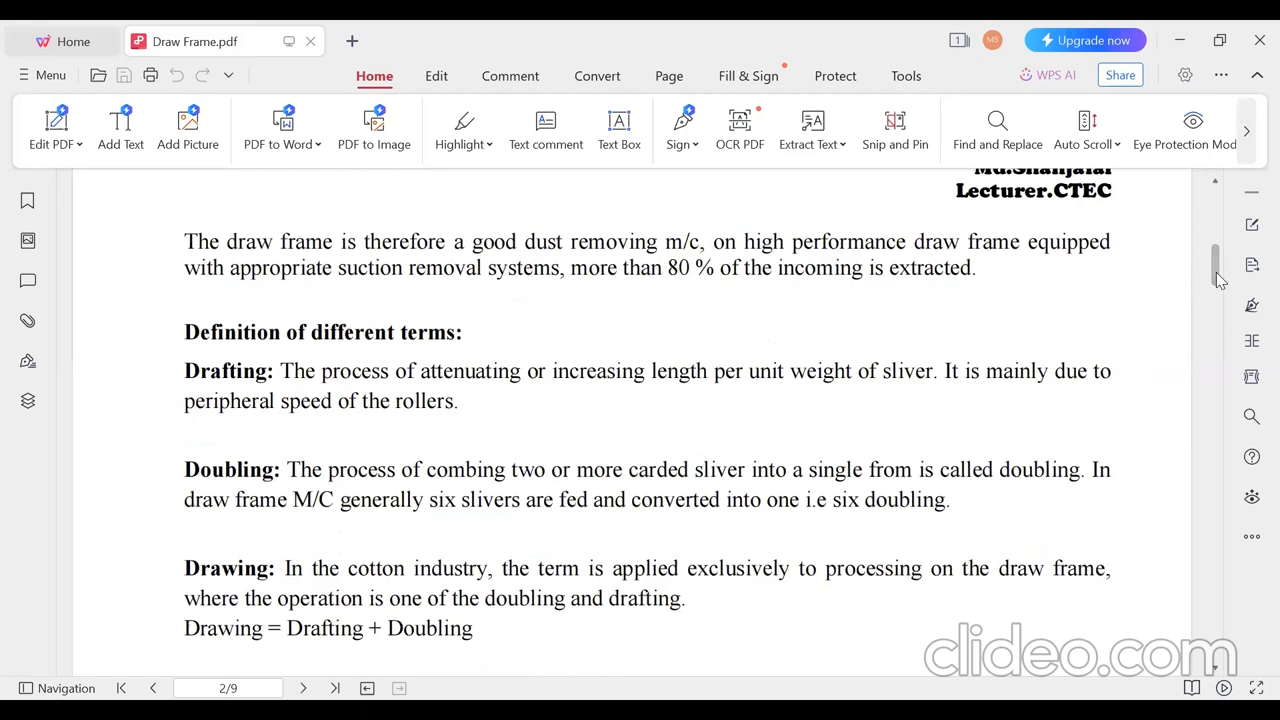 Home
Draw Frame.pdf
1
MS
Upgrade now
Menu
Home
Edit
Comment
Convert
Page
Fill & Sign
Protect
Tools
WPS AI
Share
Edit PDF
Add Text
Add Picture
PDF to Word
PDF to Image
Highlight
Text comment
Text Box
Sign
OCR PDF
Extract Text
Snip and Pin
Find and Replace
Auto Scroll
Eye Protection Mod
Md.Shahjalal
Lecturer.CTEC
The draw frame is therefore a good dust removing m/c, on high performance draw frame equipped
with appropriate suction removal systems, more than 80 % of the incoming is extracted.
Definition of different terms:
Drafting: The process of attenuating or increasing length per unit weight of sliver. It is mainly due to
peripheral speed of the rollers.
Doubling: The process of combing two or more carded sliver into a single from is called doubling. In
draw frame M/C generally six slivers are fed and converted into one i.e six doubling.
Drawing: In the cotton industry, the term is applied exclusively to processing on the draw frame,
where the operation is one of the doubling and drafting.
Drawing = Drafting + Doubling
clideo.com
Navigation
2/9